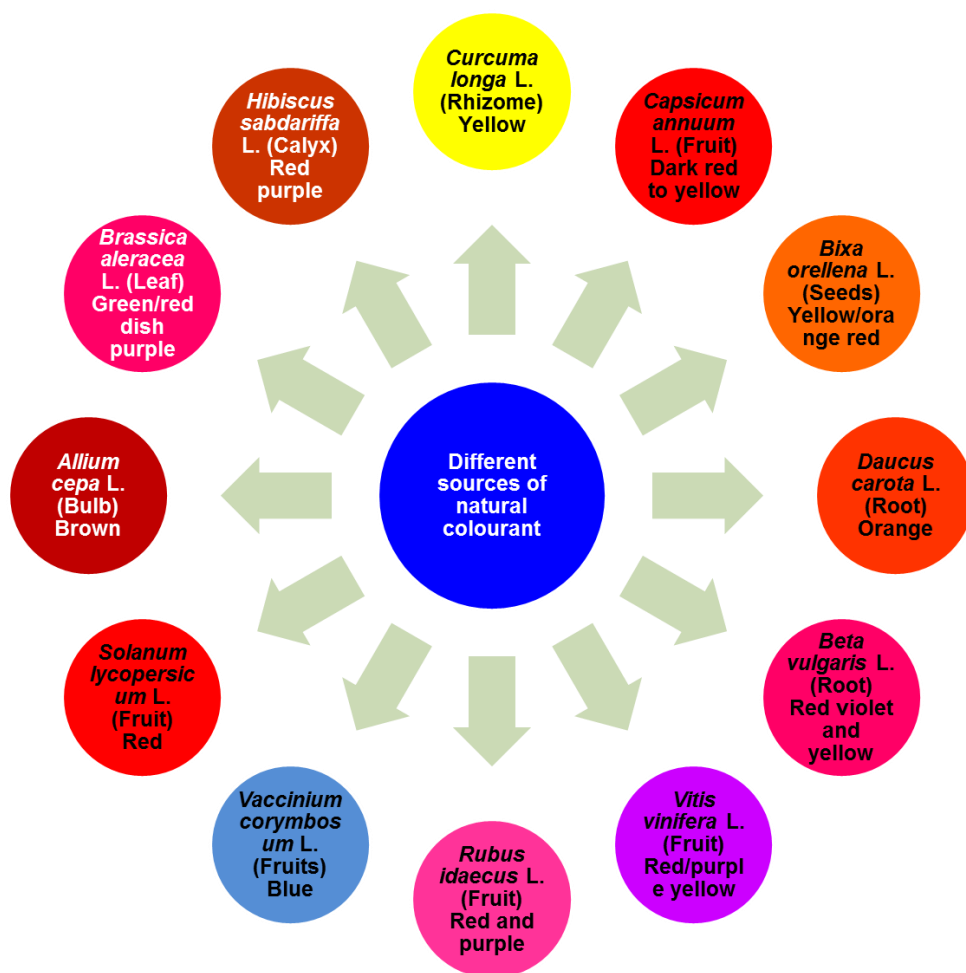 Curcuma
longa L.
(Rhizome)
Yellow
Capsicum
annuum
L. (Fruit)
Dark red
to yellow
Bixa
orellena L.
(Seeds)
Yellow/ora
nge red
Daucus
carota L.
(Root)
Orange
Beta
vulgaris L.
(Root)
Red violet
and
yellow
Vitis
vinifera L.
(Fruit)
Red/purpl
e yellow
Rubus
idaecus L.
(Fruit)
Red and
purple
Vaccinium
corymbos
um L.
(Fruits)
Blue
Solanum
lycopersic
um L.
(Fruit)
Red
Allium
cepa L.
(Bulb)
Brown
Brassica
aleracea
L. (Leaf)
Green/red
dish
purple
Hibiscus
sabdariffa
L. (Calyx)
Red
purple
Different
sources of
natural
colourant